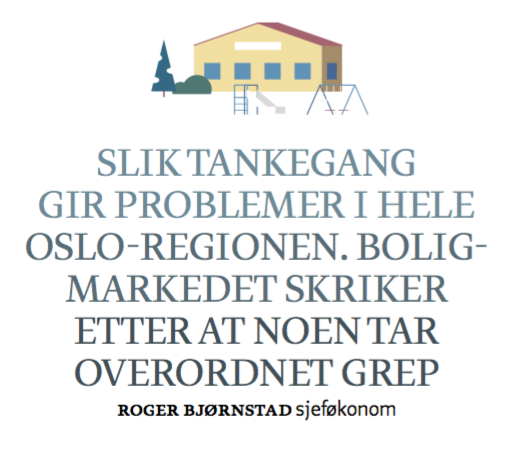 SLIK TANKEGANG
GIR PROBLEMER I HELE
OSLO-REGIONEN. BOLIG-
MARKEDET SKRIKER
ETTER AT NOEN TAR
OVERORDNET GREP
ROGER BJØRNSTAD sjeføkonom